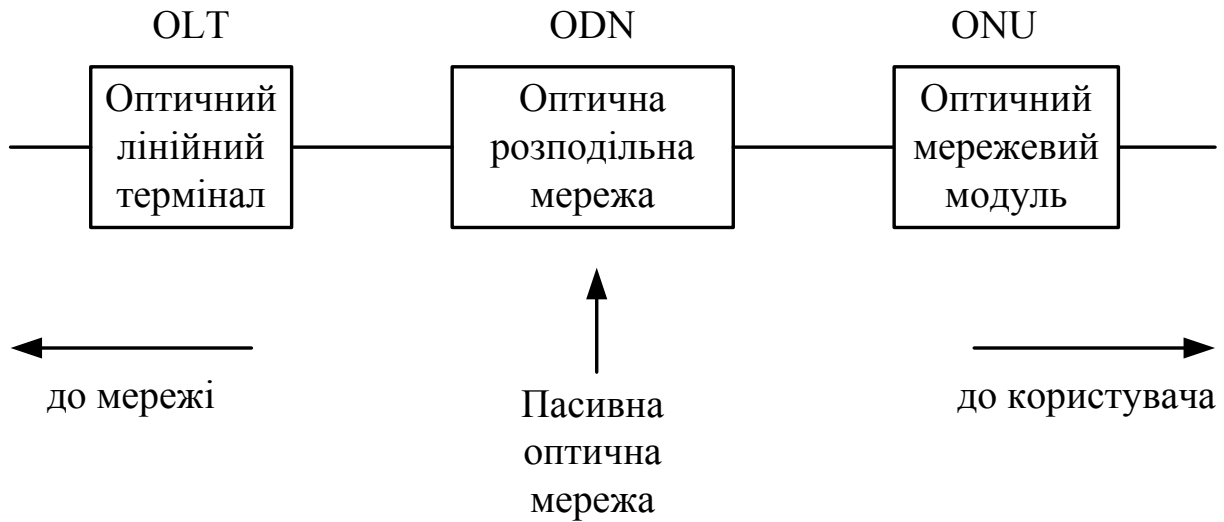 OLT
ODN
ONU
Оптичний
лінійний
термінал
Оптична
розподільна
мережа
Оптичний
мережевий
модуль
до мережі
Пасивна
оптична
мережа
до користувача